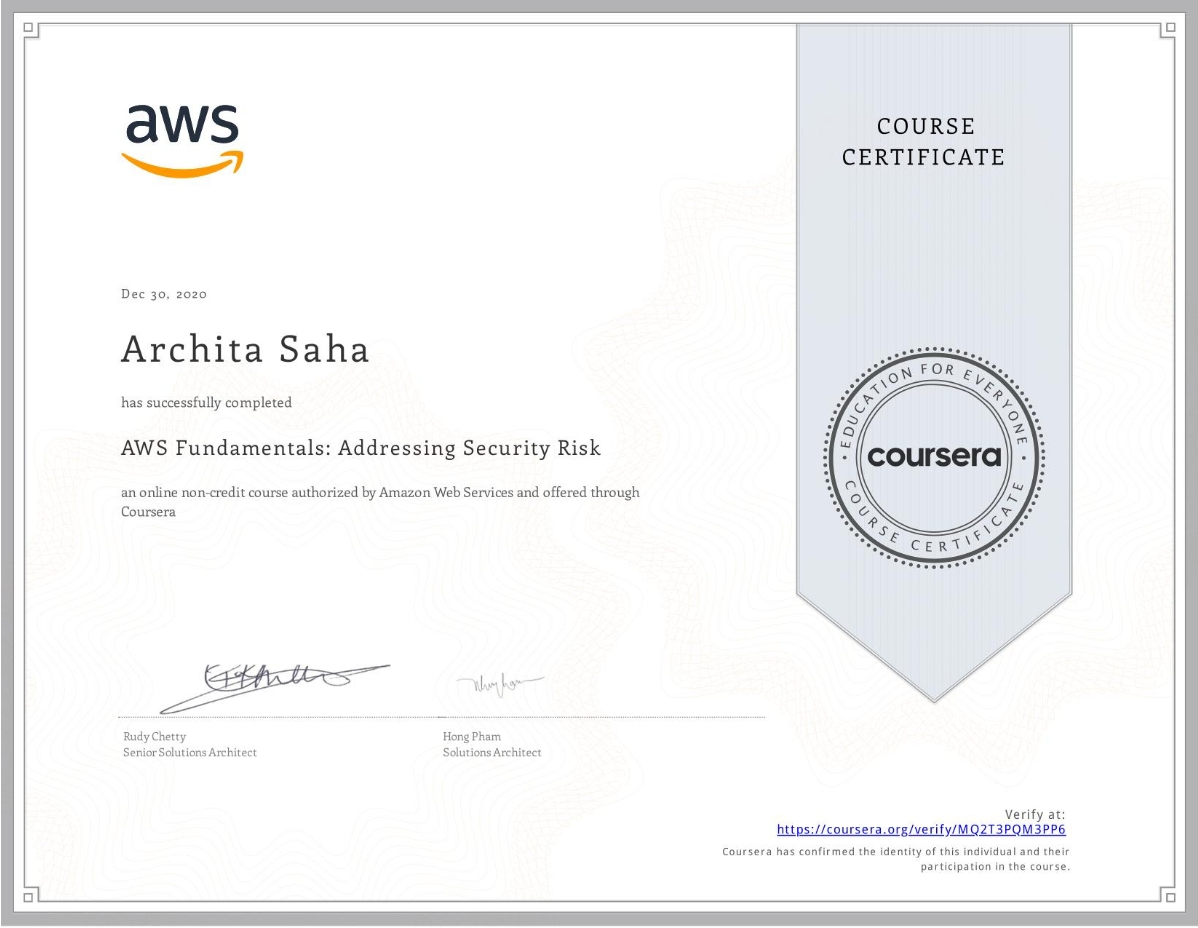 aws
COURSE
CERTIFICATE
Dec 30, 2020
Archita Saha
has successfully completed
AWS Fundamentals: Addressing Security Risk
an online non-credit course authorized by Amazon Web Services and offered through
Coursera
EDUCATION FOR EVERYONE
coursera
COURSE CERTIFICATE
Rudy Chetty
Senior Solutions Architect
Hong Pham
Solutions Architect
Verify at:
https://coursera.org/verify/MQ2T3PQM3PP6
Coursera has confirmed the identity of this individual and their
participation in the course.